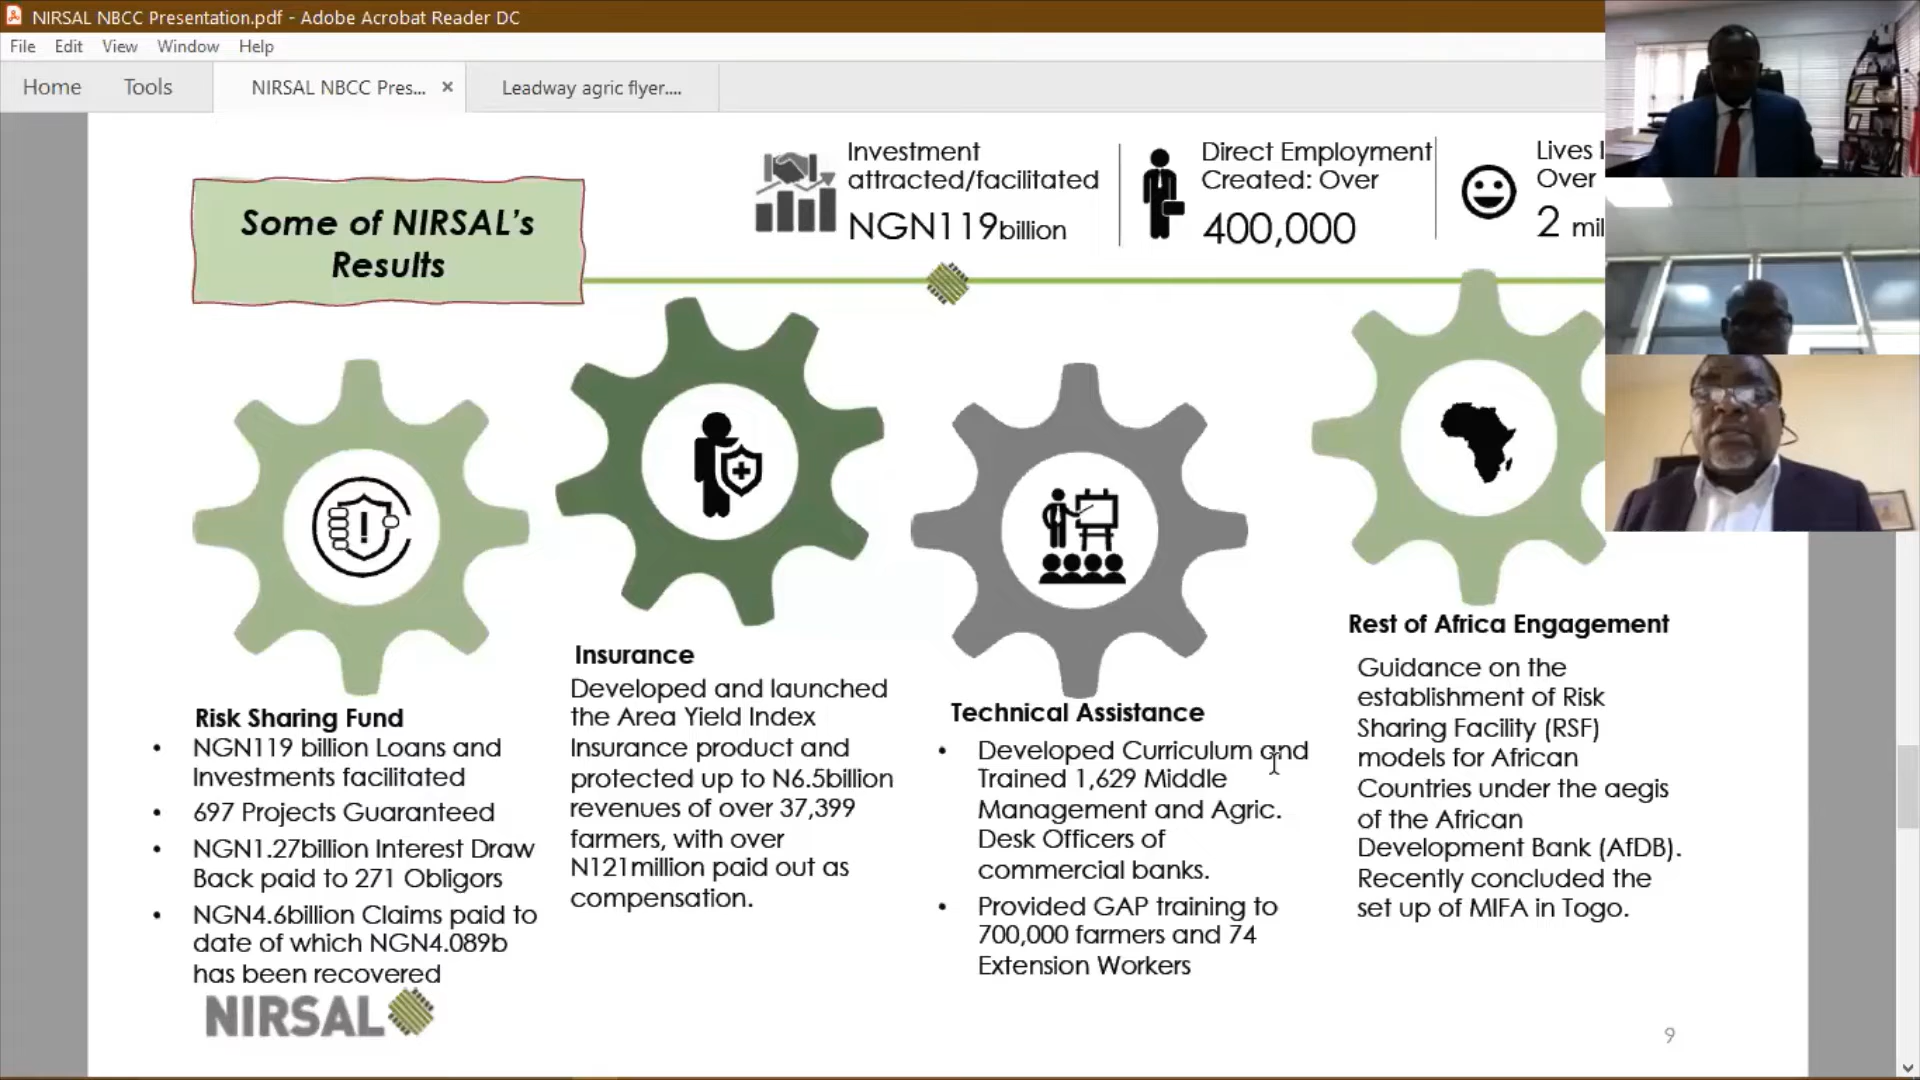 NIRSAL NBCC Presentation.pdf - Adobe Acrobat Reader DC
File Edit View Window Help
Home Tools NIRSAL NBCC Pres... × Leadway agric flyer....
Some of NIRSAL's
Results
Investment
attracted/facilitated
NGN119billion
Direct Employment
Created: Over
400,000
Lives
Over
2 mil
Risk Sharing Fund
• NGN119 billion Loans and
Investments facilitated
• 697 Projects Guaranteed
• NGN1.27billion Interest Draw
Back paid to 271 Obligors
• NGN4.6billion Claims paid to
date of which NGN4.089b
has been recovered
Insurance
Developed and launched
the Area Yield Index
Insurance product and
protected up to N6.5billion
revenues of over 37,399
farmers, with over
N121million paid out as
compensation.
Technical Assistance
• Developed Curriculum and
Trained 1,629 Middle
Management and Agric.
Desk Officers of
commercial banks.
• Provided GAP training to
700,000 farmers and 74
Extension Workers
Rest of Africa Engagement
Guidance on the
establishment of Risk
Sharing Facility (RSF)
models for African
Countries under the aegis
of the African
Development Bank (AfDB).
Recently concluded the
set up of MIFA in Togo.
NIRSAL
9